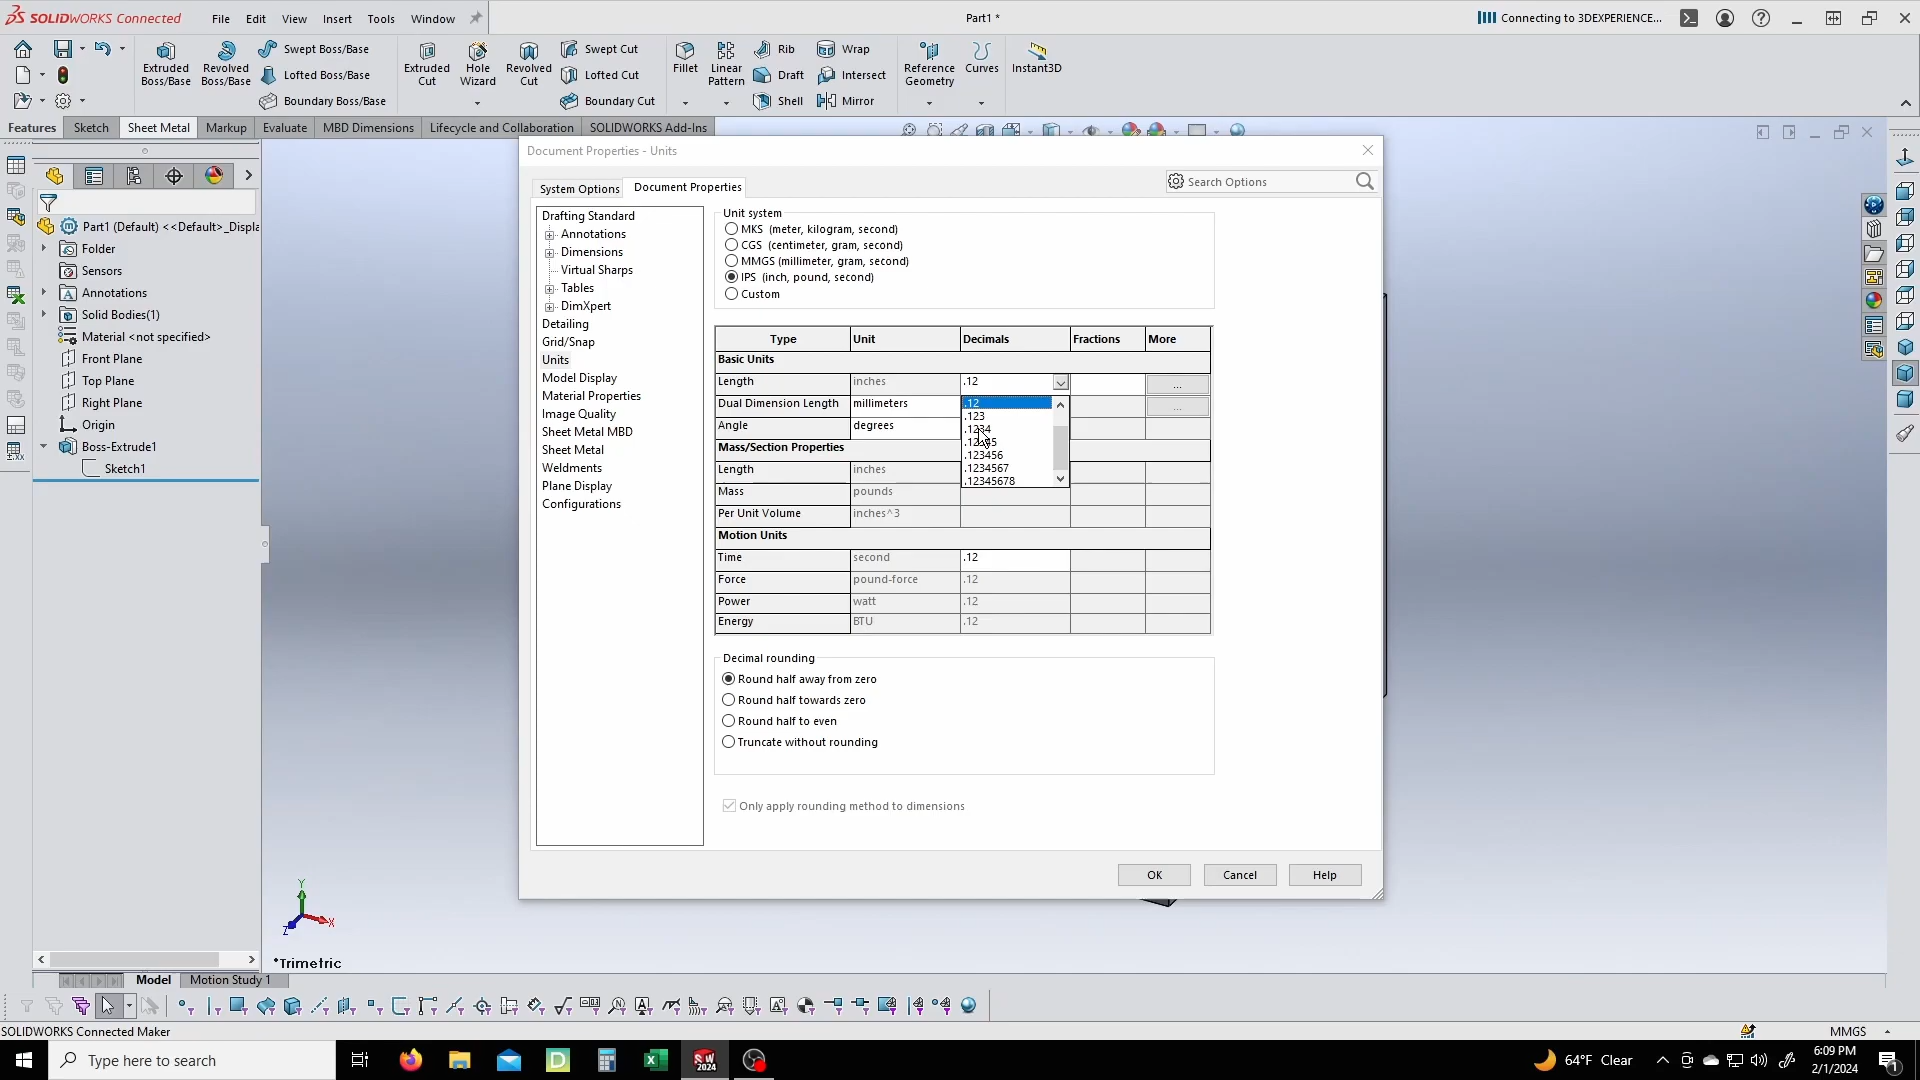 SOLIDWORKS Connected
File Edit View Insert Tools Window
Part1 *
Connecting to 3DEXPERIENCE...
Extruded Boss/Base
Revolved Boss/Base
Swept Boss/Base
Lofted Boss/Base
Boundary Boss/Base
Extruded Cut
Hole Wizard
Revolved Cut
Swept Cut
Lofted Cut
Boundary Cut
Fillet
Linear Pattern
Rib
Draft
Shell
Wrap
Intersect
Mirror
Reference Geometry
Curves
Instant3D
Features Sketch Sheet Metal Markup Evaluate MBD Dimensions Lifecycle and Collaboration SOLIDWORKS Add-Ins
Part1 (Default) <<Default>_Displa
Folder
Sensors
Annotations
Solid Bodies(1)
Material <not specified>
Front Plane
Top Plane
Right Plane
Origin
Boss-Extrude1
Sketch1
Document Properties - Units
System Options Document Properties
Search Options
Drafting Standard
Annotations
Dimensions
Virtual Sharps
Tables
DimXpert
Detailing
Grid/Snap
Units
Model Display
Material Properties
Image Quality
Sheet Metal MBD
Sheet Metal
Weldments
Plane Display
Configurations
Unit system
MKS (meter, kilogram, second)
CGS (centimeter, gram, second)
MMGS (millimeter, gram, second)
IPS (inch, pound, second)
Custom
Type Unit Decimals Fractions More
Basic Units
Length inches .12 ...
Dual Dimension Length millimeters ...
Angle degrees
.12
.123
.1234
.12345
.123456
.1234567
.12345678
Mass/Section Properties
Length inches
Mass pounds
Per Unit Volume inches^3
Motion Units
Time second .12
Force pound-force .12
Power watt .12
Energy BTU .12
Decimal rounding
Round half away from zero
Round half towards zero
Round half to even
Truncate without rounding
Only apply rounding method to dimensions
OK Cancel Help
Y
X
Z
*Trimetric
Model Motion Study 1
SOLIDWORKS Connected Maker
MMGS
Type here to search
64°F Clear
6:09 PM
2/1/2024